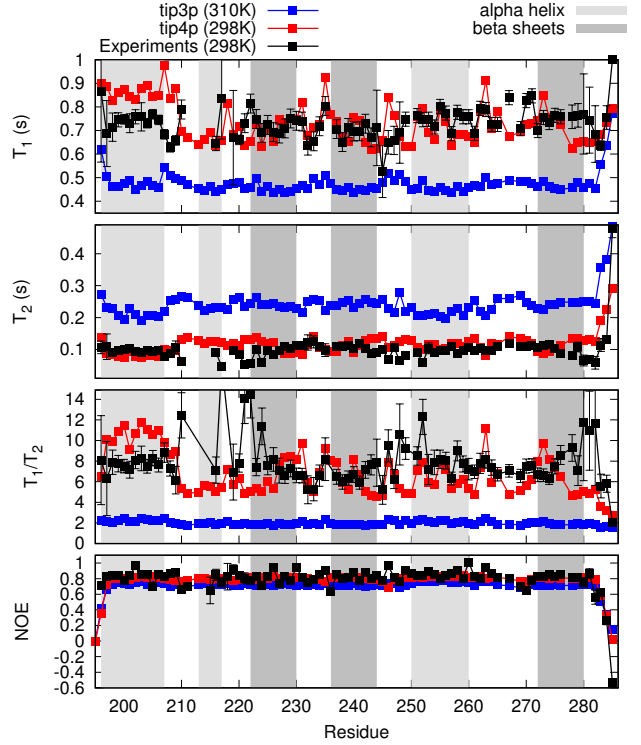 tip3p (310K)
tip4p (298K)
Experiments (298K)
alpha helix
beta sheets
1
0.9
0.8
0.7
0.6
0.5
0.4
T1 (s)
0.4
0.3
0.2
0.1
T2 (s)
14
12
10
8
6
4
2
0
T1/T2
0.8
0.6
0.4
0.2
0
-0.2
-0.4
-0.6
NOE
200 210 220 230 240 250 260 270 280
Residue